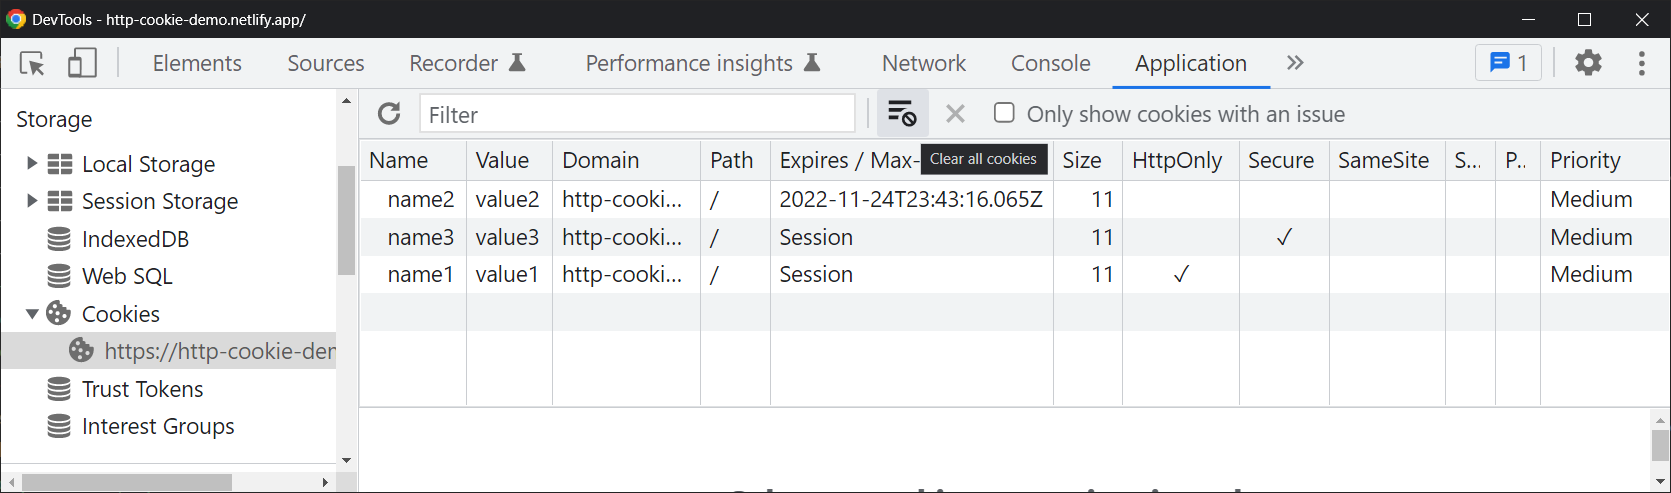 DevTools - http-cookie-demo.netlify.app/
Elements Sources Recorder Performance insights Network Console Application 1
Storage
Filter
Only show cookies with an issue
Local Storage
Session Storage
IndexedDB
Web SQL
Cookies
https://http-cookie-der
Trust Tokens
Interest Groups
Name Value Domain Path Expires / Max- Size HttpOnly Secure SameSite S... P.. Priority
Clear all cookies
name2 value2 http-cooki... / 2022-11-24T23:43:16.065Z 11 Medium
name3 value3 http-cooki... / Session 11 ✓ Medium
name1 value1 http-cooki... / Session 11 ✓ Medium